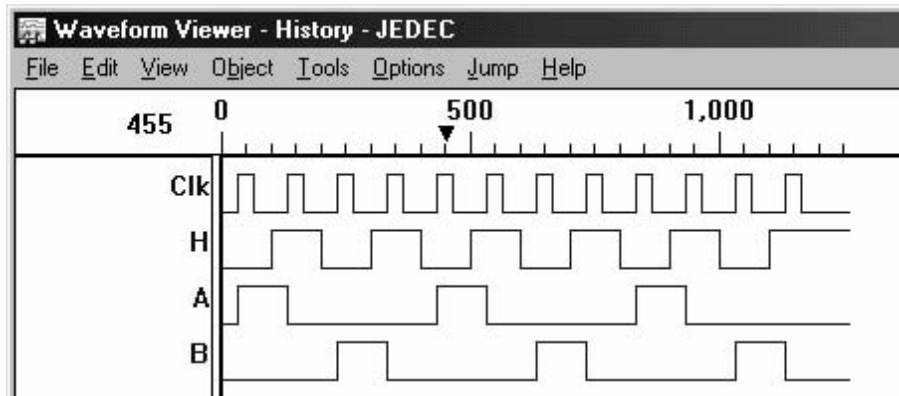 Waveform Viewer - History - JEDEC
File Edit View Object Tools Options Jump Help
455 0 500 1,000
Clk
H
A
B